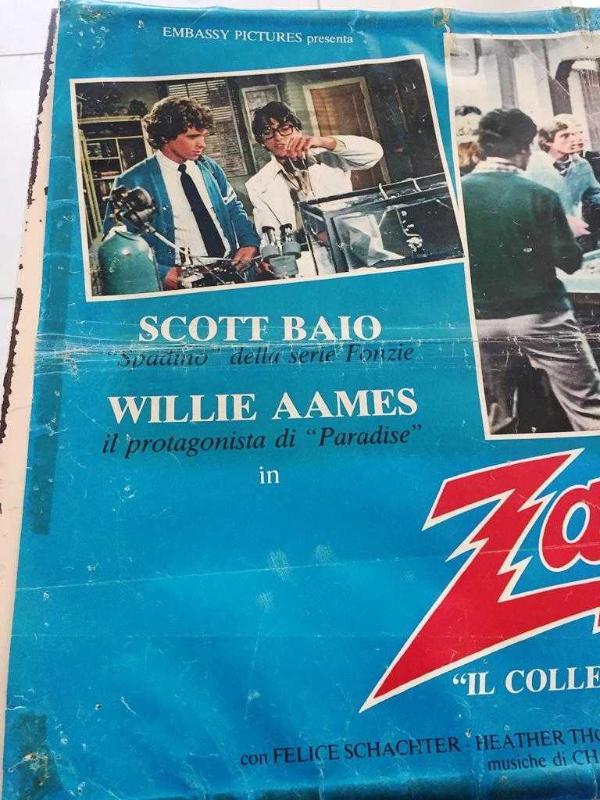 EMBASSY PICTURES presenta
SCOTT BAIO
"Spadino" della serie Fonzie
WILLIE AAMES
il protagonista di "Paradise"
in
Za
"IL COLLE
con FELICE SCHACHTER - HEATHER THO
musiche di CH